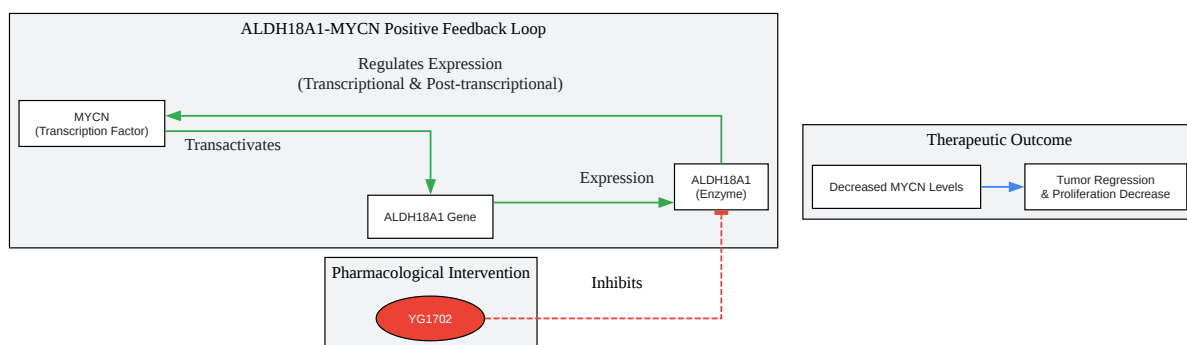 ALDH18A1-MYCN Positive Feedback Loop
Regulates Expression
(Transcriptional & Post-transcriptional)
MYCN
(Transcription Factor)
Transactivates
Expression
ALDH18A1
(Enzyme)
ALDH18A1 Gene
Therapeutic Outcome
Decreased MYCN Levels
Tumor Regression
& Proliferation Decrease
Pharmacological Intervention
Inhibits
YG1702